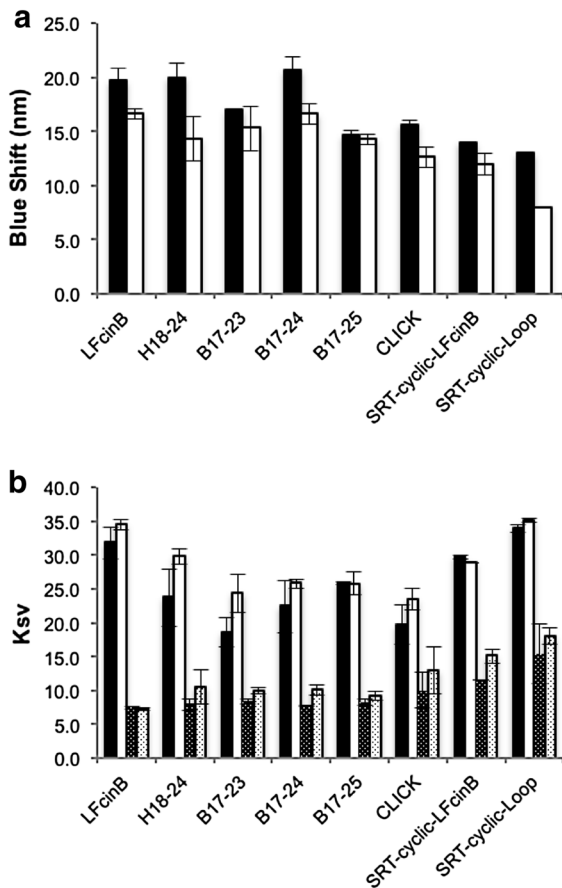 a
Blue Shift (nm)
25.0
20.0
15.0
10.0
5.0
0.0
LFcinB
H18-24
B17-23
B17-24
B17-25
CLICK
SRT-cyclic-LFcinB
SRT-cyclic-Loop
b
Ksv
40.0
35.0
30.0
25.0
20.0
15.0
10.0
5.0
0.0
LFcinB
H18-24
B17-23
B17-24
B17-25
CLICK
SRT-cyclic-LFcinB
SRT-cyclic-Loop